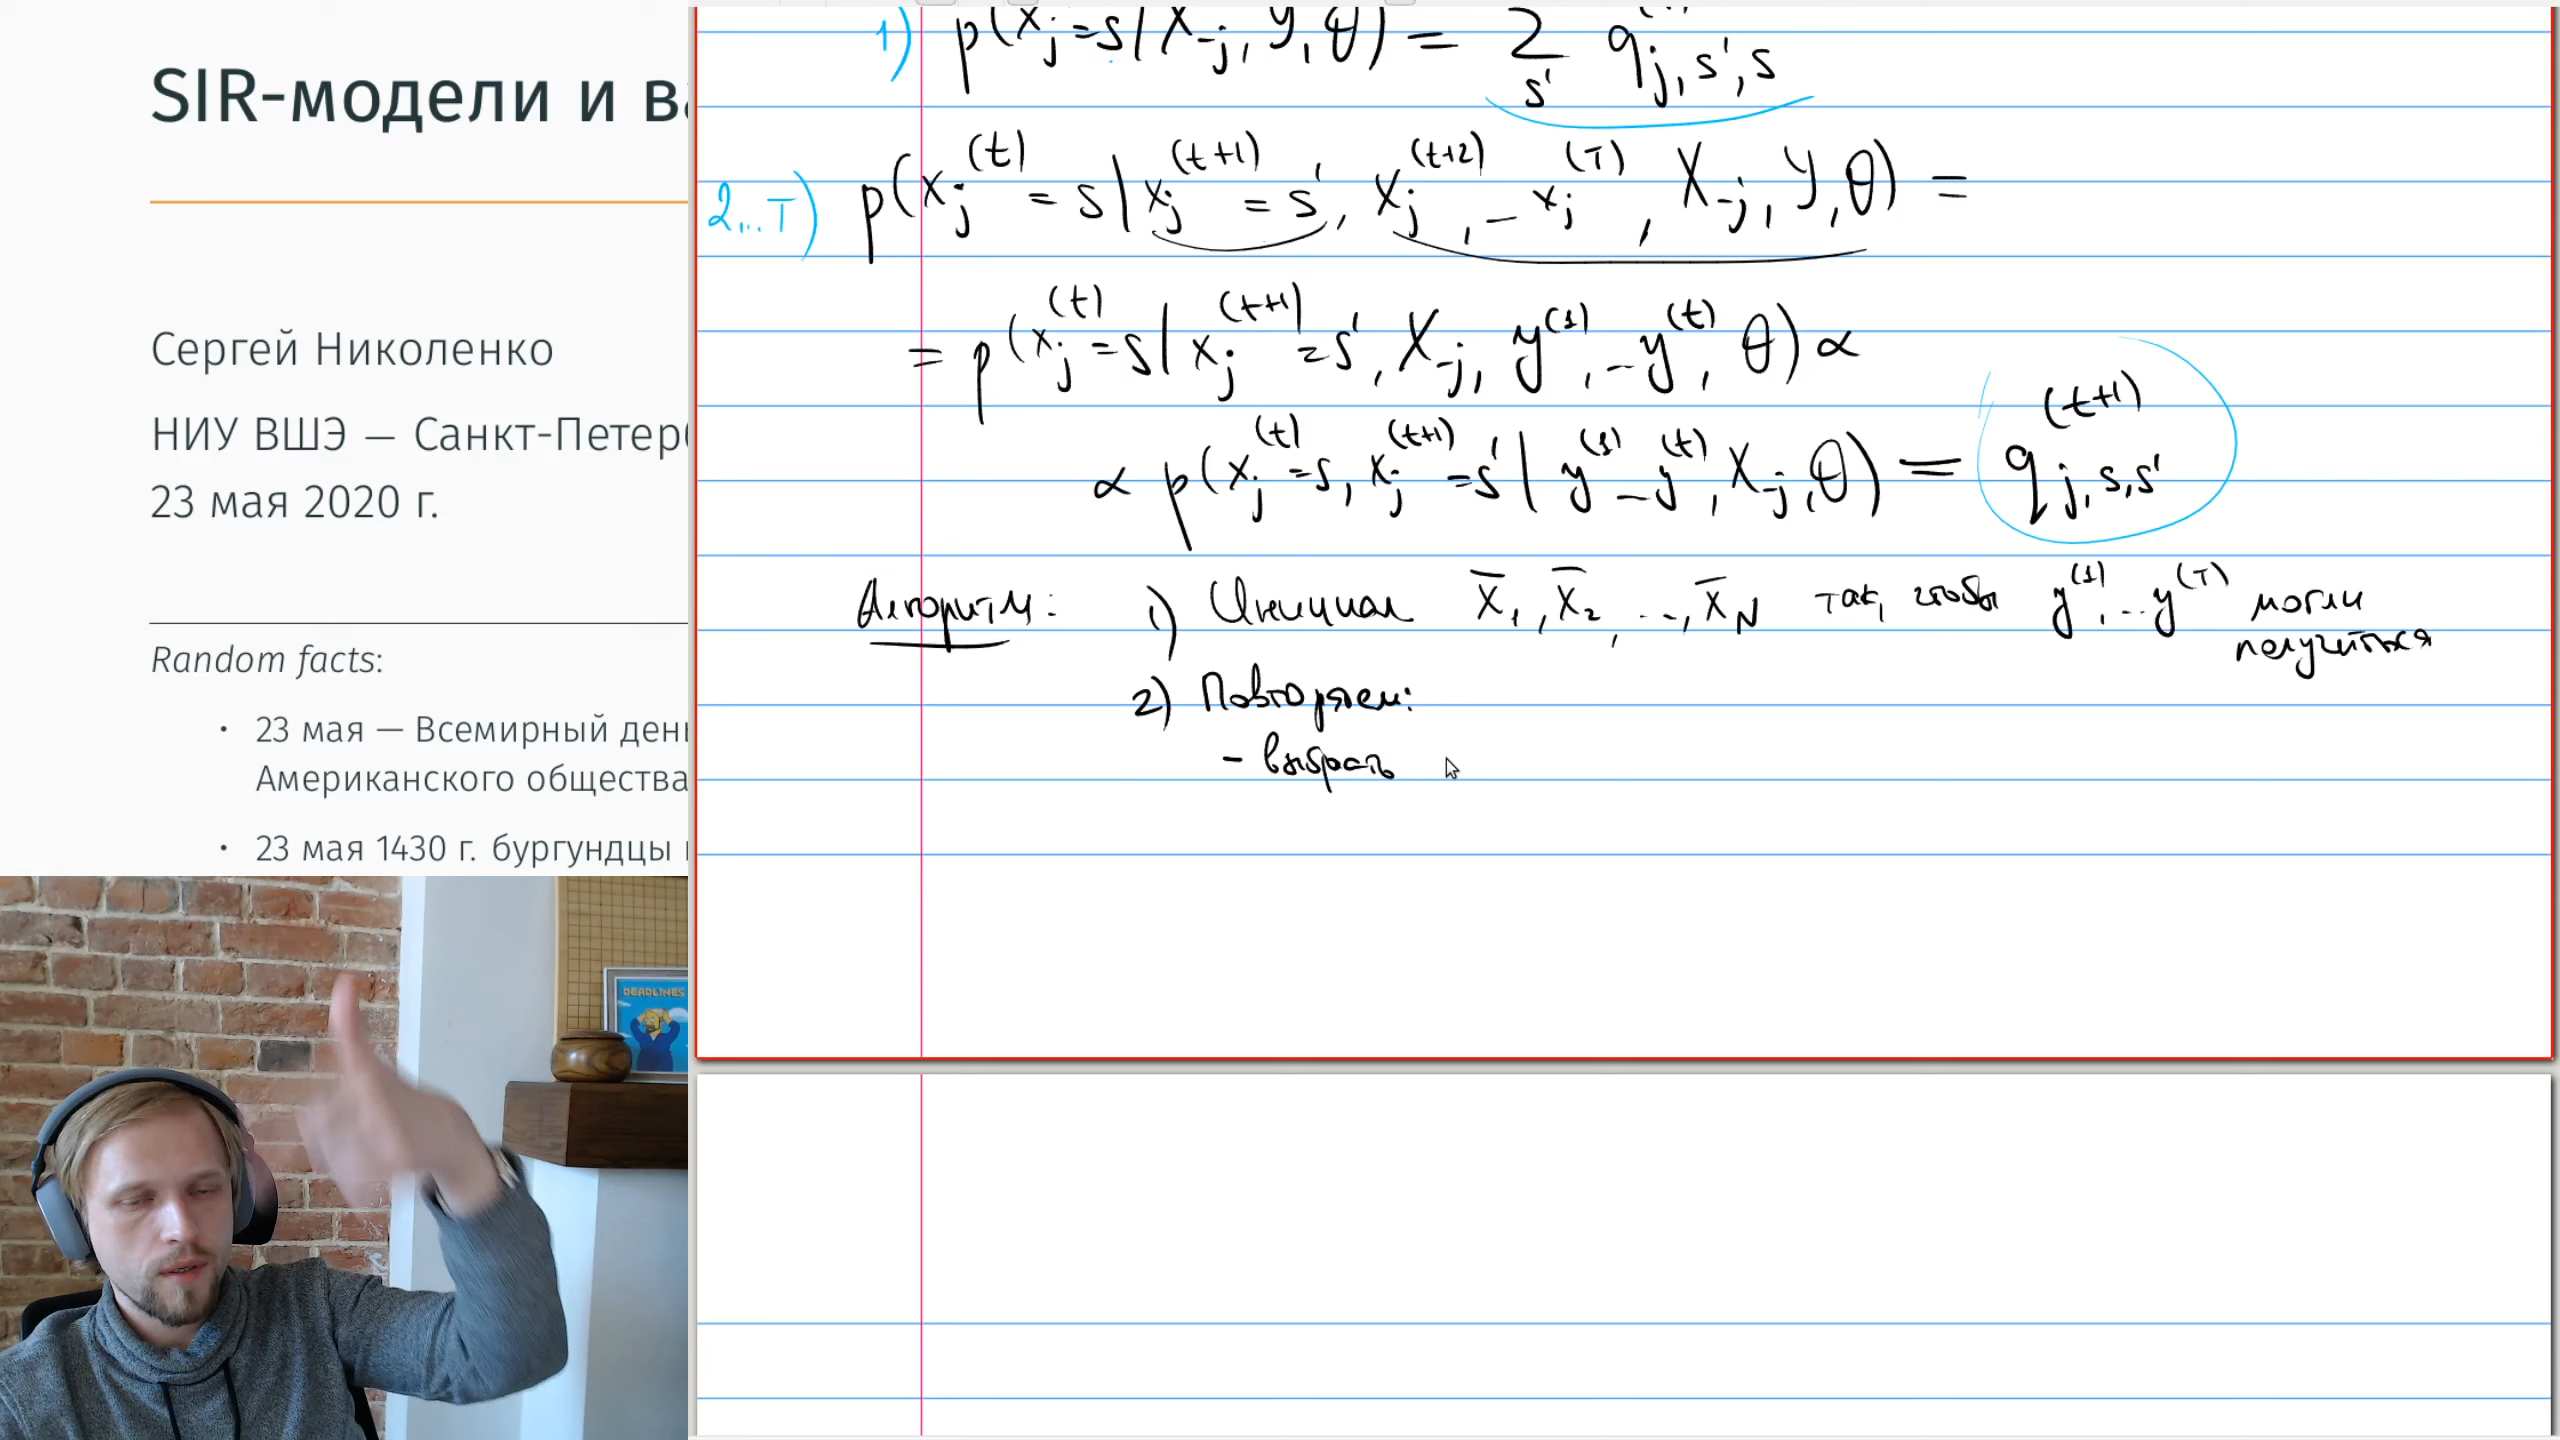 SIR-модели и ва
Сергей Николенко
НИУ ВШЭ — Санкт-Петерб
23 мая 2020 г.
Random facts:
· 23 мая — Всемирный ден
Американского общества
· 23 мая 1430 г. бургундцы
1) p(x_j = s | X_{-j}, Y, θ) = Σ_{s'} q_{j, s', s}
2...T) p(x_j^{(t)} = s | x_j^{(t+1)} = s', x_j^{(t+2)}, … x_j^{(T)}, X_{-j}, Y, θ) =
= p(x_j^{(t)} = s | x_j^{(t+1)} = s', X_{-j}, y^{(1)}, … y^{(t)}, θ) ∝
∝ p(x_j^{(t)} = s, x_j^{(t+1)} = s' | y^{(1)} … y^{(t)}, X_{-j}, θ) = q_{j, s, s'}^{(t+1)}
Алгоритм: 1) Инициал x̄_1, x̄_2, ..., x̄_N так, чтобы y^{(1)}, ... y^{(T)} могли
получиться
2) Повторяем:
- выбрать
DEADLINES